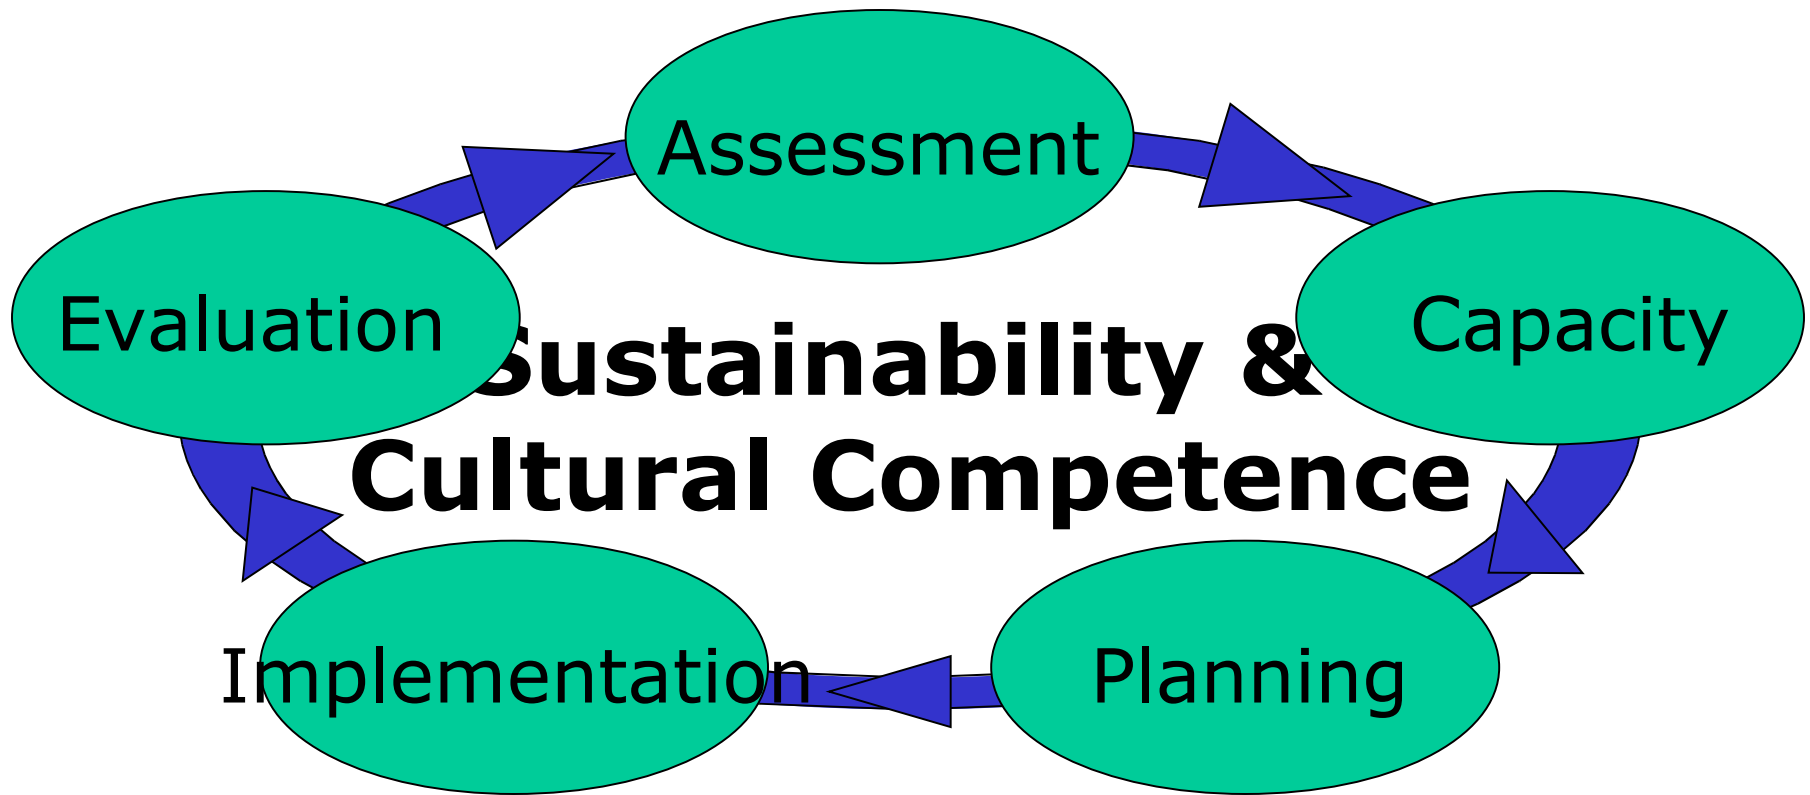 Assessment
Evaluation
Capacity
Sustainability &
Cultural Competence
Implementation
Planning